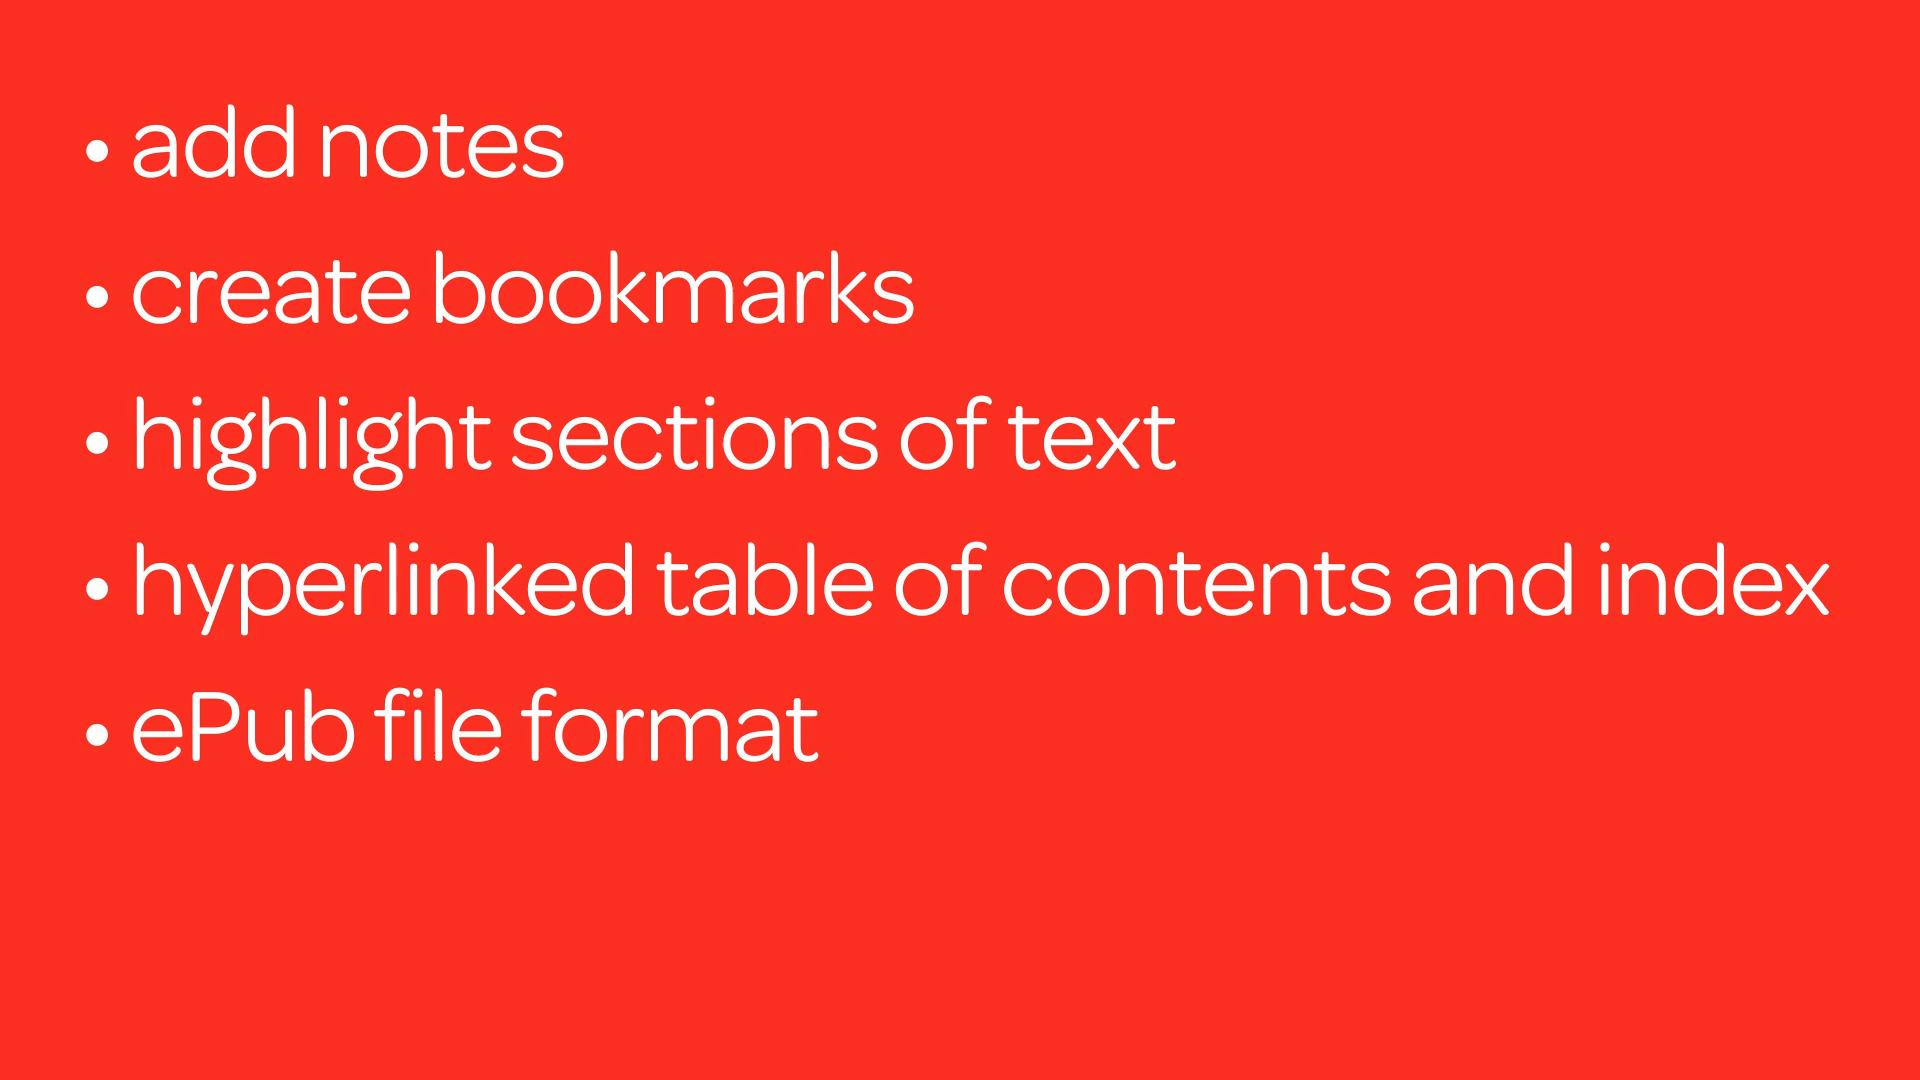 • add notes
• create bookmarks
• highlight sections of text
• hyperlinked table of contents and index
• ePub file format